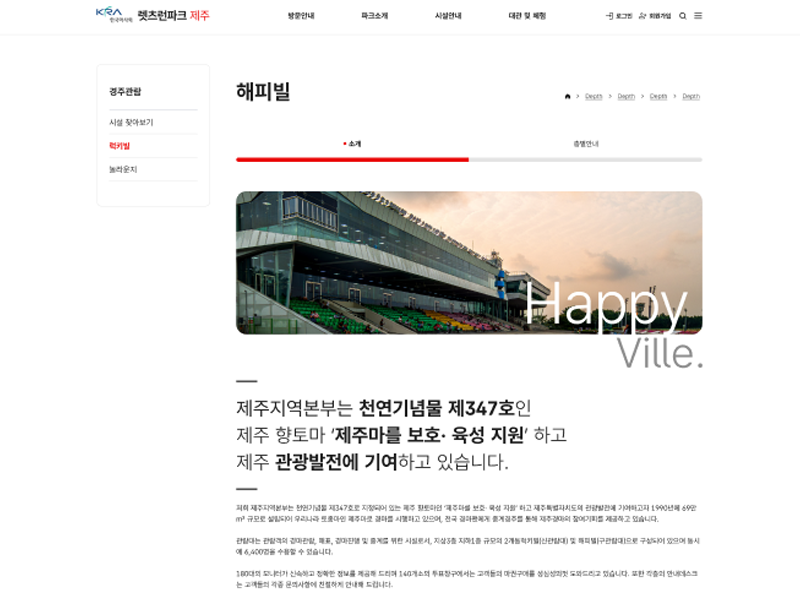 KRA 한국마사회 렛츠런파크 제주
방문안내 파크소개 시설안내 대관 및 체험
로그인 회원가입
경주관람
시설 찾아보기
럭키빌
놀라운지
해피빌
Depth > Depth > Depth > Depth
소개
층별안내
Happy
Ville.
제주지역본부는 천연기념물 제347호인
제주 향토마 '제주마를 보호· 육성 지원' 하고
제주 관광발전에 기여하고 있습니다.
저희 제주지역본부는 천연기념물 제347호로 지정되어 있는 제주 향토마인 '제주마를 보호· 육성 지원' 하고 제주특별자치도의 관광발전에 기여하고자 1990년에 69만
m² 규모로 설립되어 우리나라 토종마인 제주마로 경마를 시행하고 있으며, 전국 경마팬에게 중계경주를 통해 제주경마의 참여기회를 제공하고 있습니다.
관람대는 관람객의 경마관람, 매표, 경마진행 및 중계를 위한 시설로서, 지상3층 지하1층 규모의 2개동럭키빌(신관람대) 및 해피빌(구관람대)으로 구성되어 있으며 동시
에 6,400명을 수용할 수 있습니다.
180대의 모니터가 신속하고 정확한 정보를 제공해 드리며 140개소의 투표창구에서는 고객들의 마권구매를 성심성의껏 도와드리고 있습니다. 또한 각층의 안내데스크
는 고객들의 각종 문의사항에 친절하게 안내해 드립니다.